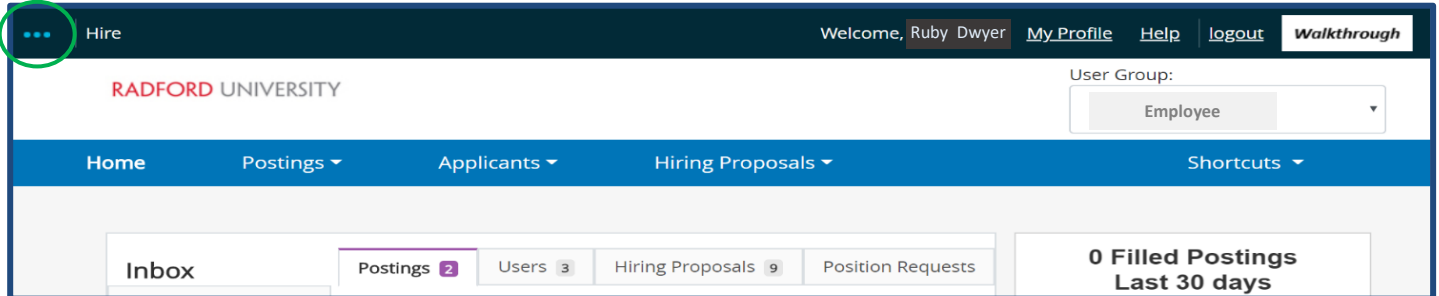 Hire Welcome, Ruby Dwyer My Profile Help logout Walkthrough
RADFORD UNIVERSITY
User Group:
Employee
Home Postings Applicants Hiring Proposals Shortcuts
Inbox
Postings 2 Users 3 Hiring Proposals 9 Position Requests
0 Filled Postings
Last 30 days